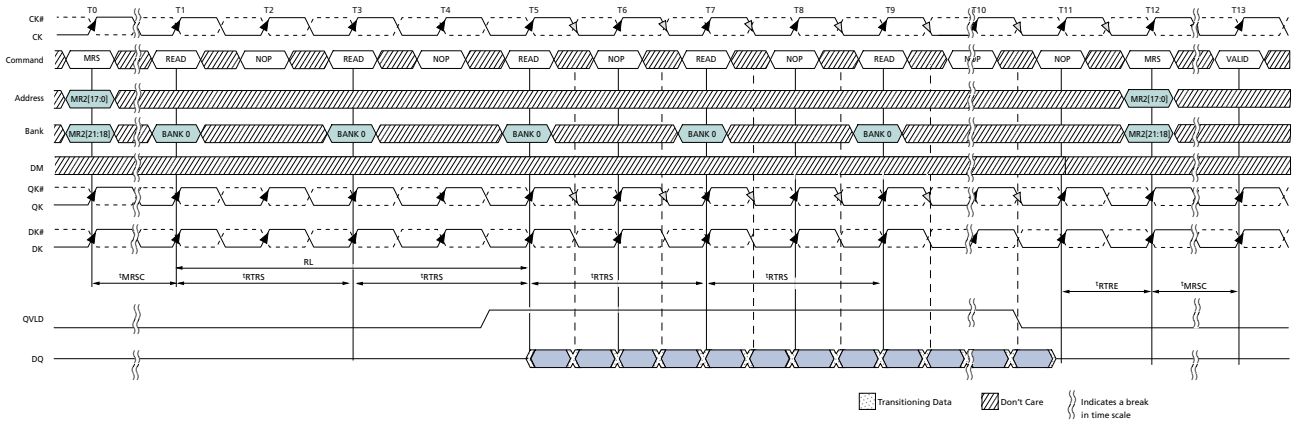 T0 T1 T2 T3 T4 T5 T6 T7 T8 T9 T10 T11 T12 T13
CK#
CK
Command MRS READ NOP READ NOP READ NOP READ NOP READ NOP NOP MRS VALID
Address MR2[17:0] MR2[17:0]
Bank MR2[21:18] BANK 0 BANK 0 BANK 0 BANK 0 BANK 0 MR2[21:18]
DM
QK#
QK
DK#
DK
RL
tMRSC tRTRS tRTRS tRTRS tRTRS tRTRE tMRSC
QVLD
DQ
Transitioning Data Don't Care Indicates a break
in time scale